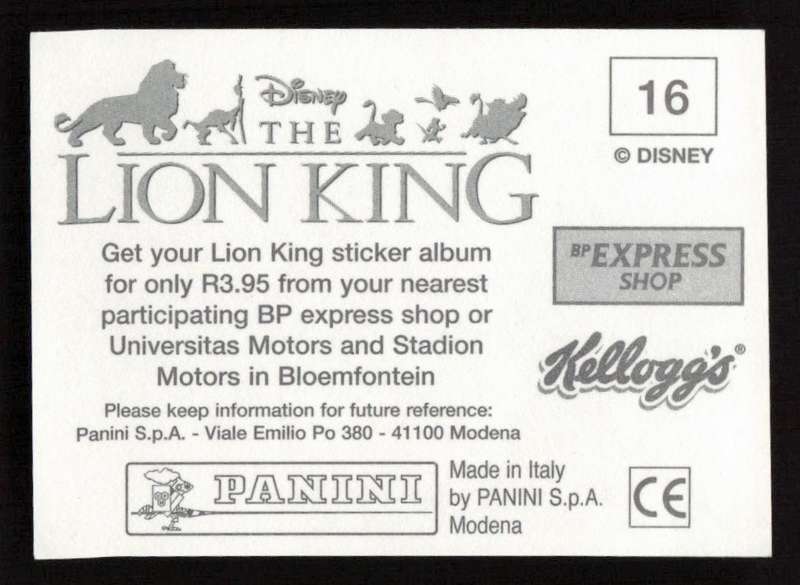 Disney
THE
LION KING
16
© DISNEY
Get your Lion King sticker album
for only R3.95 from your nearest
participating BP express shop or
Universitas Motors and Stadion
Motors in Bloemfontein
BP EXPRESS
SHOP
Kellogg's®
Please keep information for future reference:
Panini S.p.A. - Viale Emilio Po 380 - 41100 Modena
PANINI
Made in Italy
by PANINI S.p.A.
Modena
CE